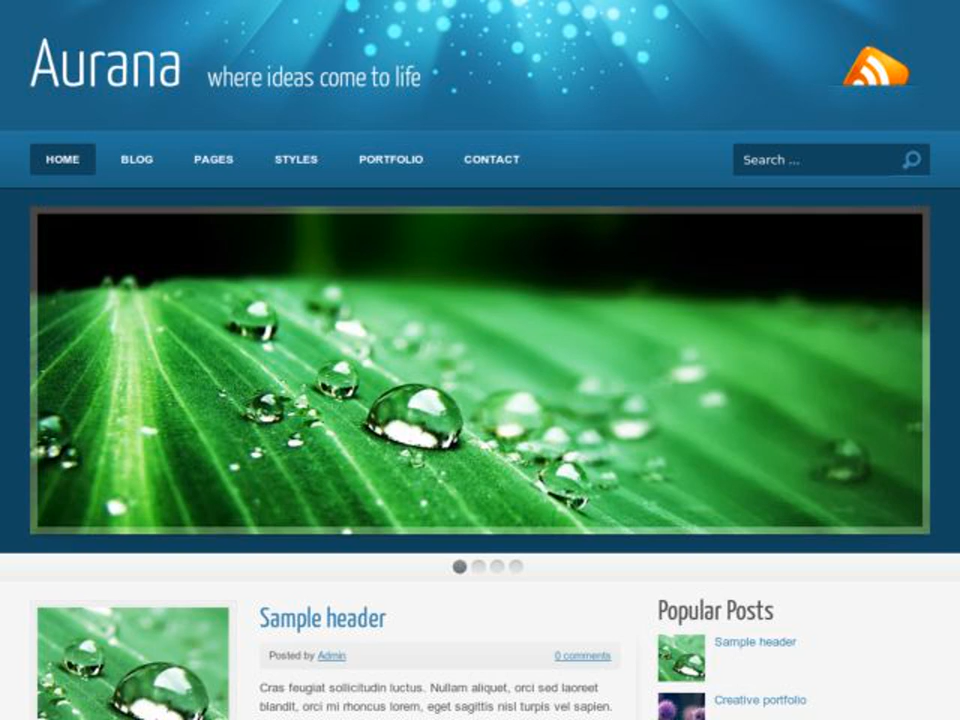 Aurana where ideas come to life
HOME BLOG PAGES STYLES PORTFOLIO CONTACT Search ...
Sample header
Posted by Admin 0 comments
Cras feugiat sollicitudin luctus. Nullam aliquet, orci sed laoreet
blandit, orci mi rhoncus lorem, eget sagittis nisl turpis vel sapien.
Popular Posts
Sample header
Creative portfolio